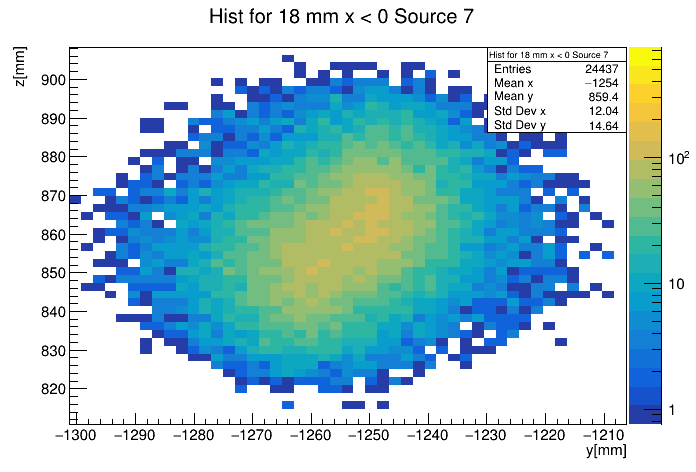 Hist for 18 mm x < 0 Source 7
z[mm]
Hist for 18 mm x < 0 Source 7
Entries 24437
Mean x −1254
Mean y 859.4
Std Dev x 12.04
Std Dev y 14.64
900
890
880
870
860
850
840
830
820
10²
10
1
−1300 −1290 −1280 −1270 −1260 −1250 −1240 −1230 −1220 −1210
y[mm]